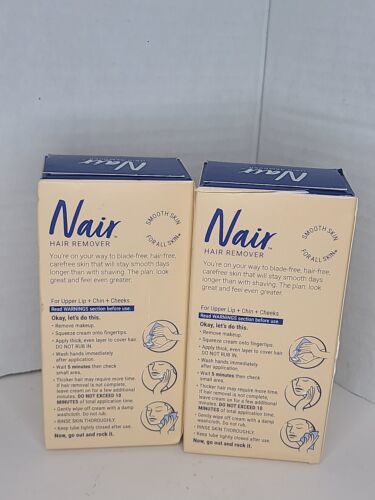 Nair
Nair
Nair™
HAIR REMOVER
SMOOTH SKIN
FOR ALL SKIN+
You're on your way to blade-free, hair-free,
carefree skin that will stay smooth days
longer than with shaving. The plan: look
great and feel even greater.
For Upper Lip + Chin + Cheeks
Read WARNINGS section before use.
Okay, let's do this.
• Remove makeup.
• Squeeze cream onto fingertips.
• Apply thick, even layer to cover hair
DO NOT RUB IN.
• Wash hands immediately
after application.
• Wait 5 minutes then check
small area.
• Thicker hair may require more time.
If hair removal is not complete,
leave cream on for a few additional
minutes. DO NOT EXCEED 10
MINUTES of total application time.
• Gently wipe off cream with a damp
washcloth. Do not rub.
• RINSE SKIN THOROUGHLY.
• Keep tube tightly closed after use.
Now, go out and rock it.
Nair™
HAIR REMOVER
SMOOTH SKIN
FOR ALL SKIN+
You're on your way to blade-free, hair-free,
carefree skin that will stay smooth days
longer than with shaving. The plan: look
great and feel even greater.
For Upper Lip + Chin + Cheeks
Read WARNINGS section before use.
Okay, let's do this.
• Remove makeup.
• Squeeze cream onto fingertips.
• Apply thick, even layer to cover hair
DO NOT RUB IN.
• Wash hands immediately
after application.
• Wait 5 minutes then check
small area.
• Thicker hair may require more time.
If hair removal is not complete,
leave cream on for a few additional
minutes. DO NOT EXCEED 10
MINUTES of total application time.
• Gently wipe off cream with a damp
washcloth. Do not rub.
• RINSE SKIN THOROUGHLY.
• Keep tube tightly closed after use.
Now, go out and rock it.